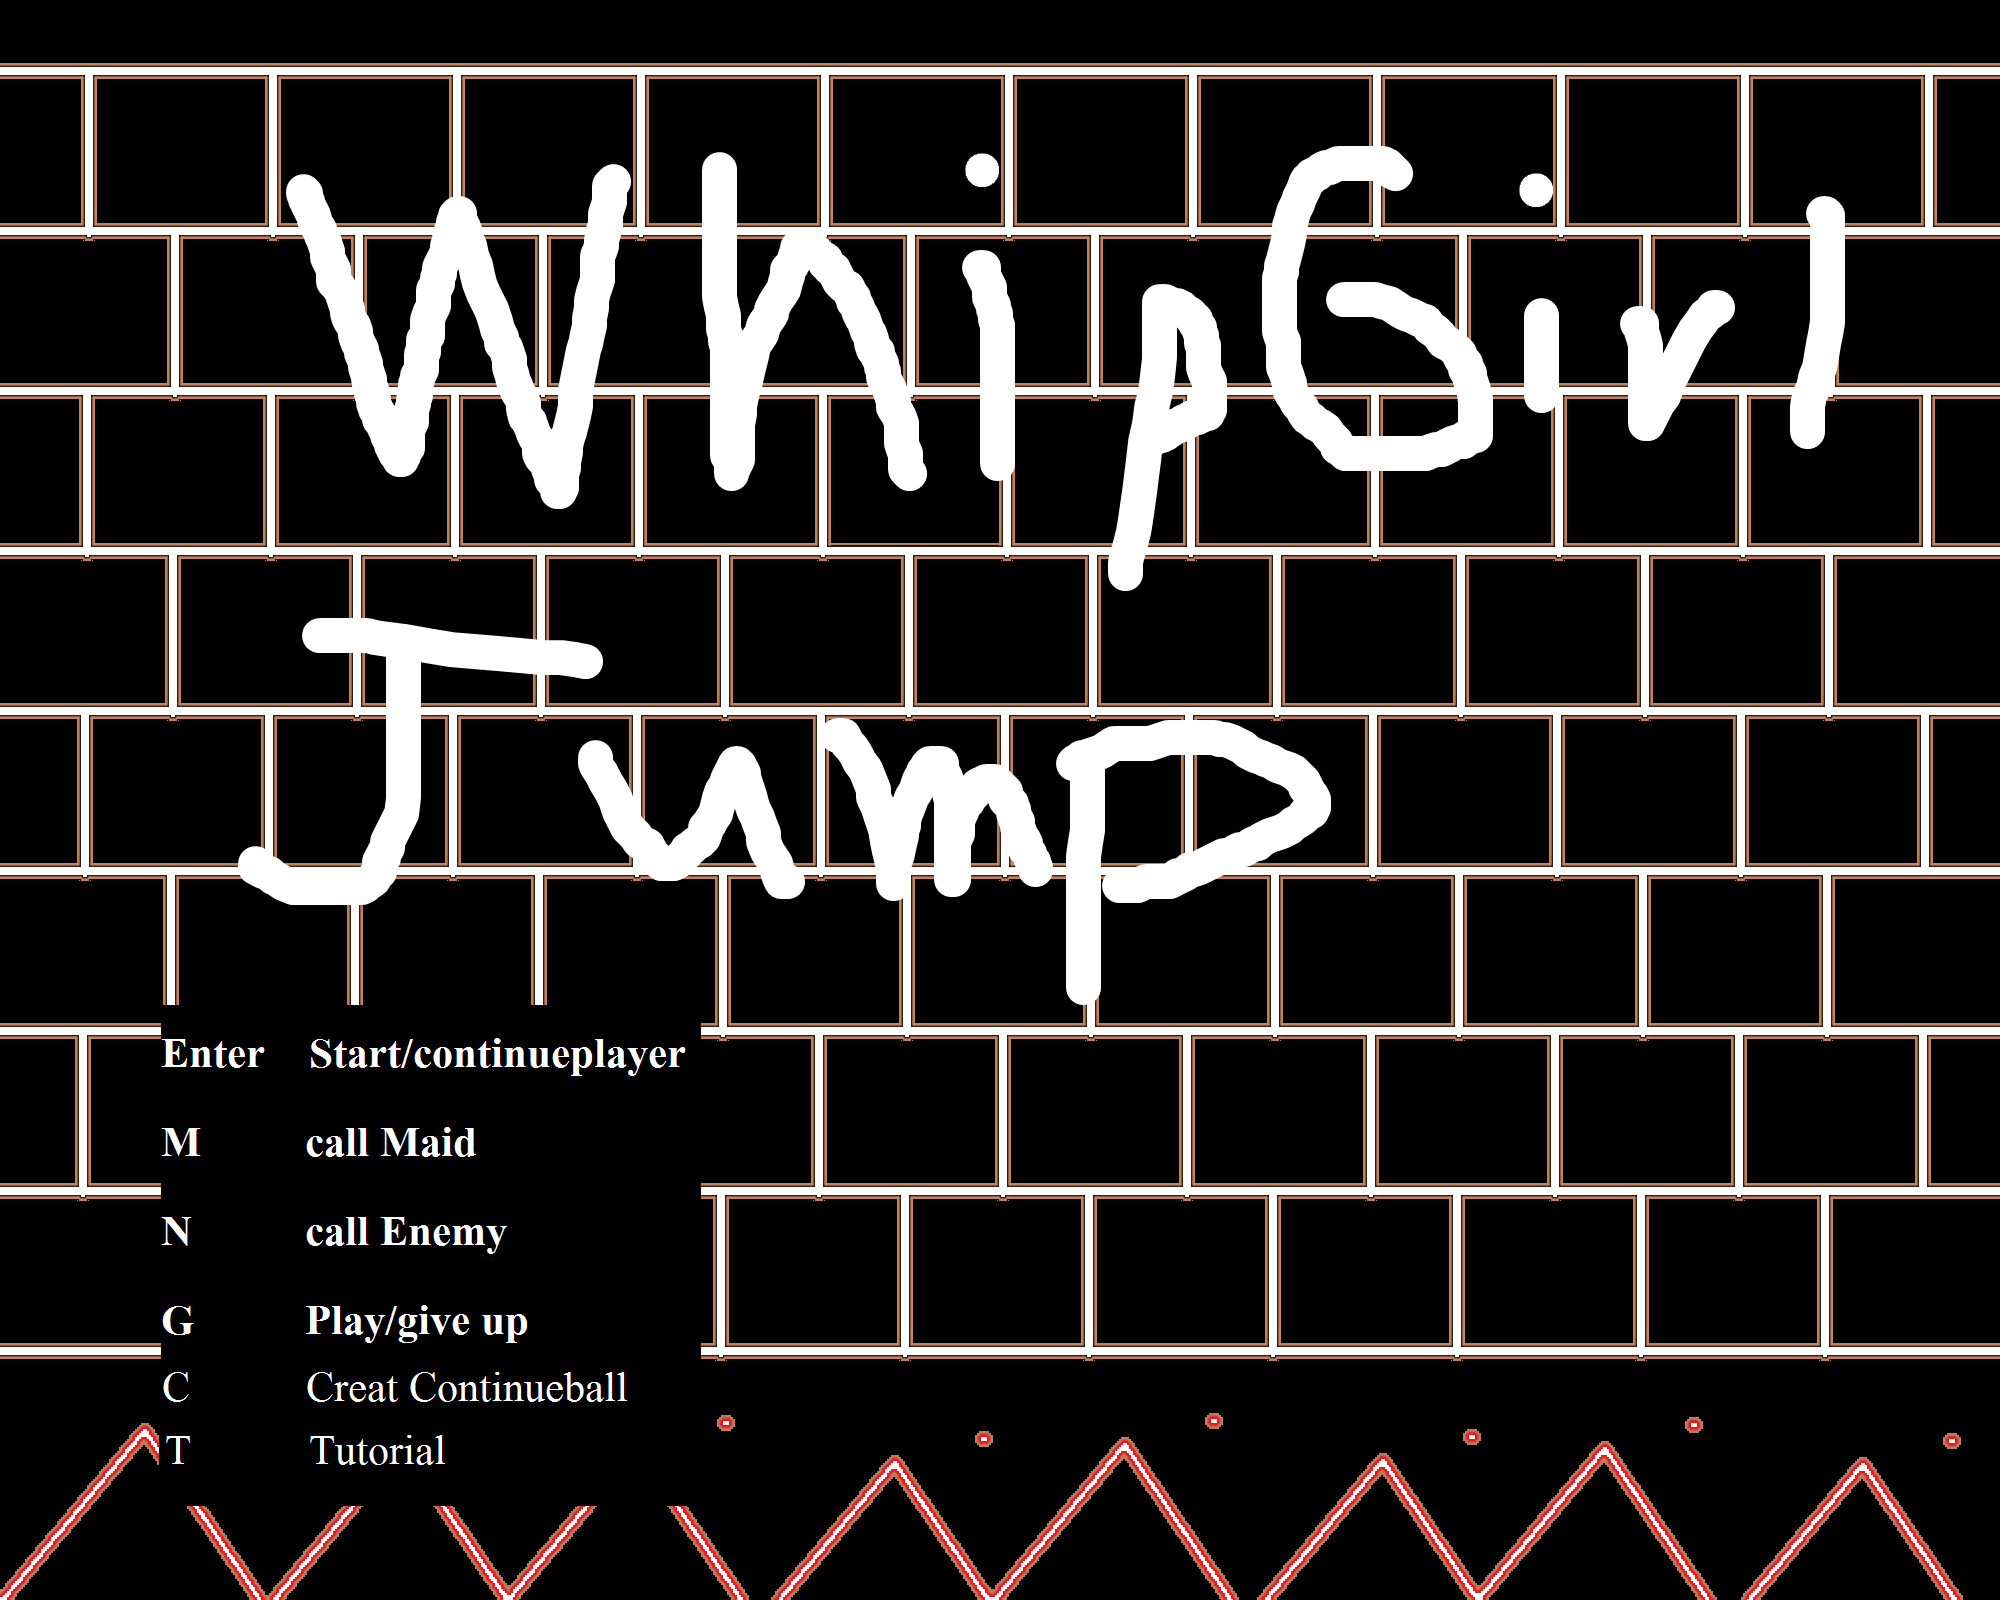 WhipGirl
Jump
Enter Start/continueplayer
M call Maid
N call Enemy
G Play/give up
C Creat Continueball
T Tutorial